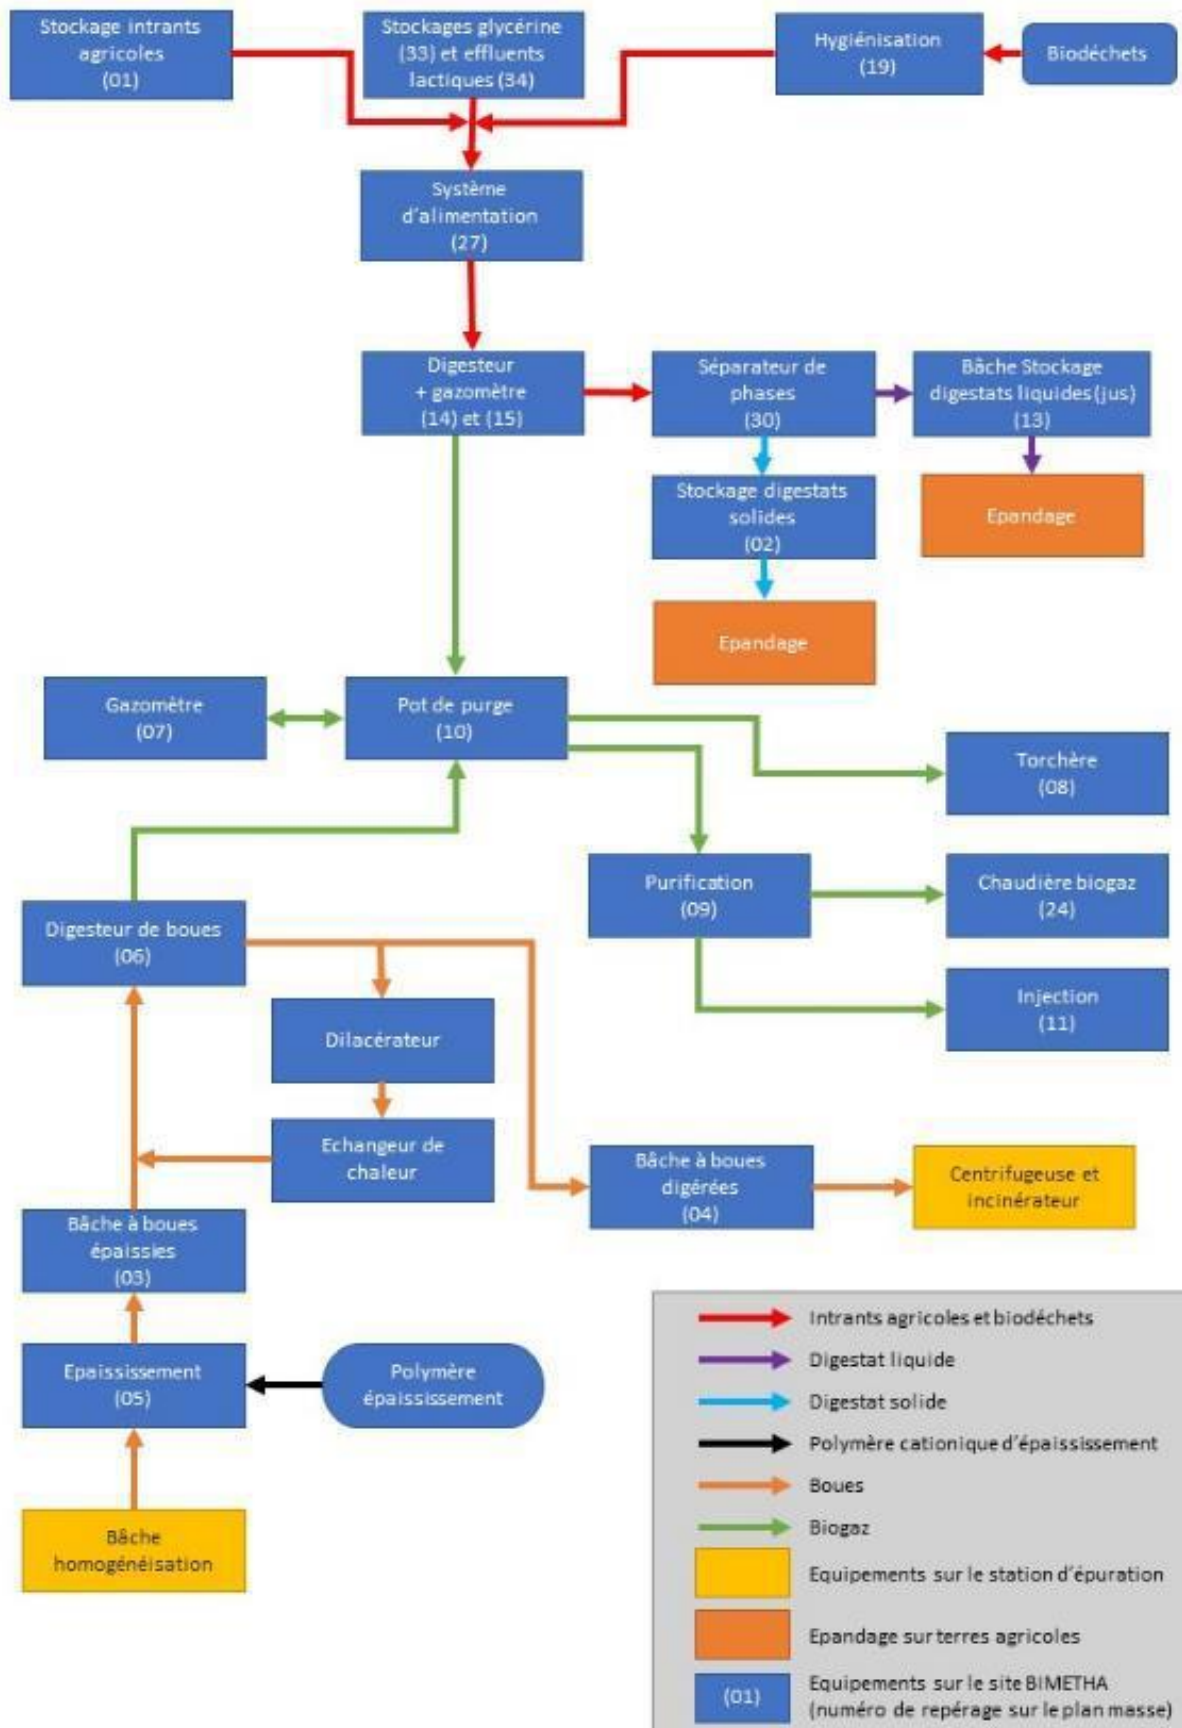 Stockage intrants
agricoles
(01)
Stockages glycérine
(33) et effluents
lactiques (34)
Hygiénisation
(19)
Biodéchets
Système
d'alimentation
(27)
Digesteur
+ gazomètre
(14) et (15)
Séparateur de
phases
(30)
Bâche Stockage
digestats liquides (jus)
(13)
Stockage digestats
solides
(02)
Epandage
Epandage
Gazomètre
(07)
Pot de purge
(10)
Torchère
(08)
Purification
(09)
Chaudière biogaz
(24)
Digesteur de boues
(06)
Injection
(11)
Dilacérateur
Echangeur de
chaleur
Bâche à boues
digérées
(04)
Centrifugeuse et
incinérateur
Bâche à boues
épaissies
(03)
Epaississement
(05)
Polymère
épaississement
Bâche
homogénéisation
Intrants agricoles et biodéchets
Digestat liquide
Digestat solide
Polymère cationique d'épaississement
Boues
Biogaz
Equipements sur le station d'épuration
Epandage sur terres agricoles
(01)
Equipements sur le site BIMETHA
(numéro de repérage sur le plan masse)